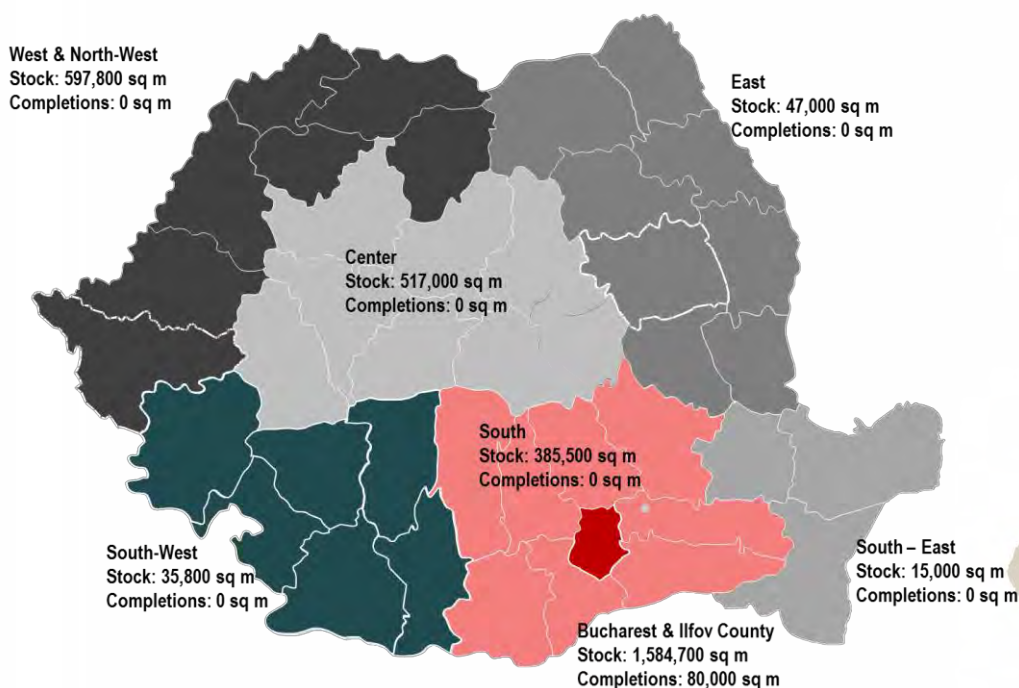 West & North-West
Stock: 597,800 sq m
Completions: 0 sq m
East
Stock: 47,000 sq m
Completions: 0 sq m
Center
Stock: 517,000 sq m
Completions: 0 sq m
South
Stock: 385,500 sq m
Completions: 0 sq m
South-West
Stock: 35,800 sq m
Completions: 0 sq m
South – East
Stock: 15,000 sq m
Completions: 0 sq m
Bucharest & Ilfov County
Stock: 1,584,700 sq m
Completions: 80,000 sq m